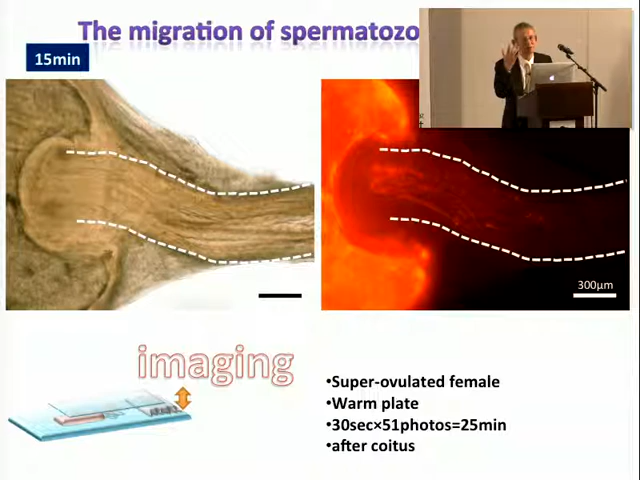 The migration of spermatozo
15min
300μm
imaging
•Super-ovulated female
•Warm plate
•30sec×51photos=25min
•after coitus